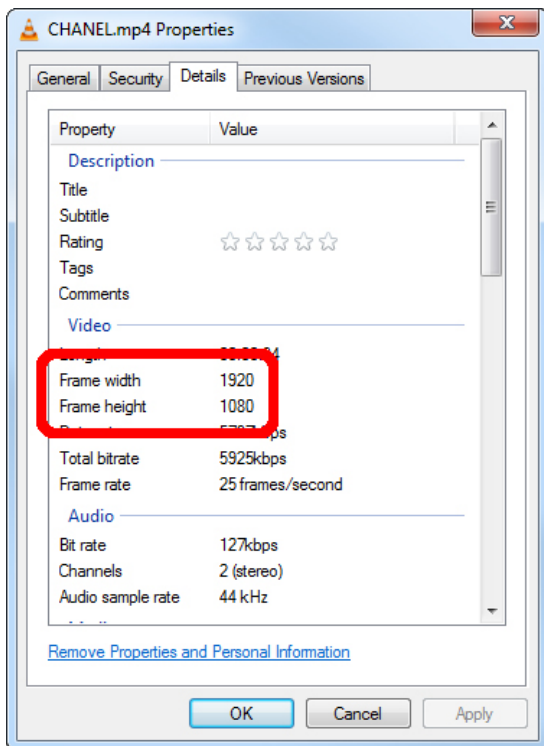 CHANEL.mp4 Properties
General Security Details Previous Versions
Property Value
Description
Title
Subtitle
Rating
Tags
Comments
Video
Frame width 1920
Frame height 1080
Total bitrate 5925kbps
Frame rate 25 frames/second
Audio
Bit rate 127kbps
Channels 2 (stereo)
Audio sample rate 44 kHz
Remove Properties and Personal Information
OK Cancel Apply